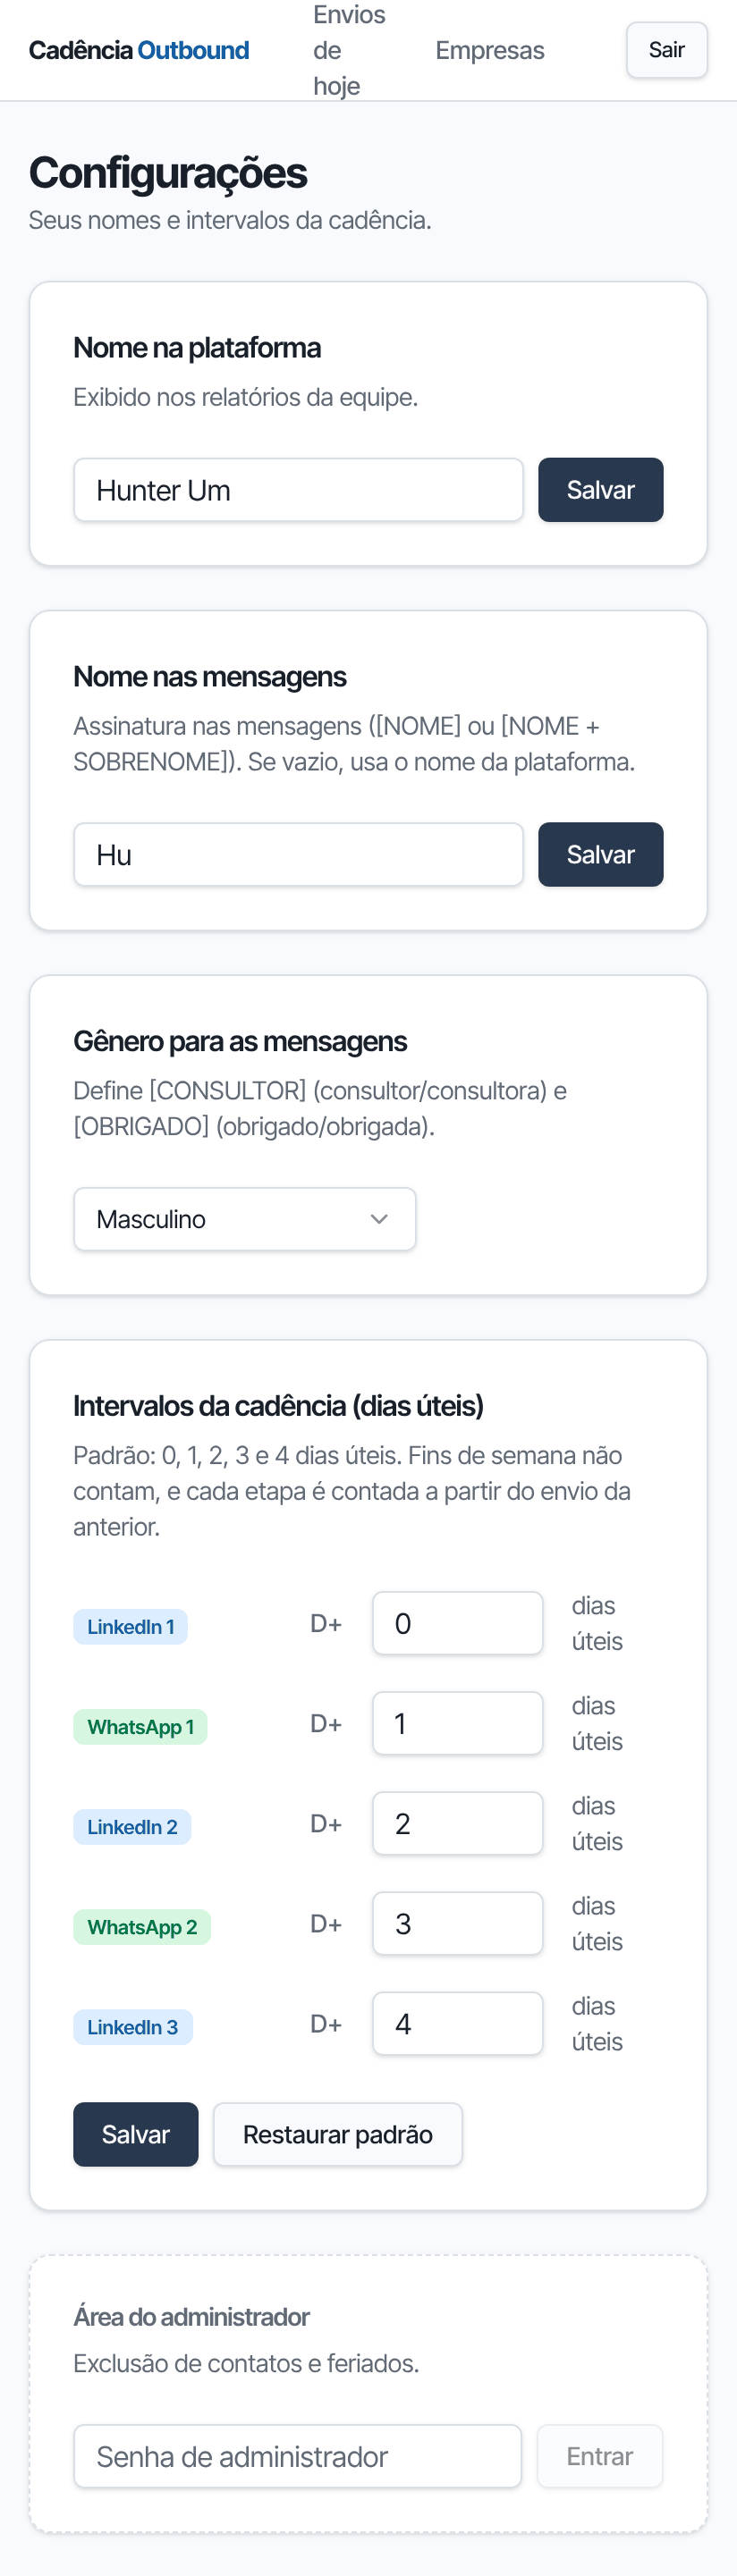 Cadência Outbound
Envios
de
hoje
Empresas
Sair
Configurações
Seus nomes e intervalos da cadência.
Nome na plataforma
Exibido nos relatórios da equipe.
Hunter Um
Salvar
Nome nas mensagens
Assinatura nas mensagens ([NOME] ou [NOME +
SOBRENOME]). Se vazio, usa o nome da plataforma.
Hu
Salvar
Gênero para as mensagens
Define [CONSULTOR] (consultor/consultora) e
[OBRIGADO] (obrigado/obrigada).
Masculino
Intervalos da cadência (dias úteis)
Padrão: 0, 1, 2, 3 e 4 dias úteis. Fins de semana não
contam, e cada etapa é contada a partir do envio da
anterior.
LinkedIn 1 D+ 0 dias
úteis
WhatsApp 1 D+ 1 dias
úteis
LinkedIn 2 D+ 2 dias
úteis
WhatsApp 2 D+ 3 dias
úteis
LinkedIn 3 D+ 4 dias
úteis
Salvar
Restaurar padrão
Área do administrador
Exclusão de contatos e feriados.
Senha de administrador
Entrar